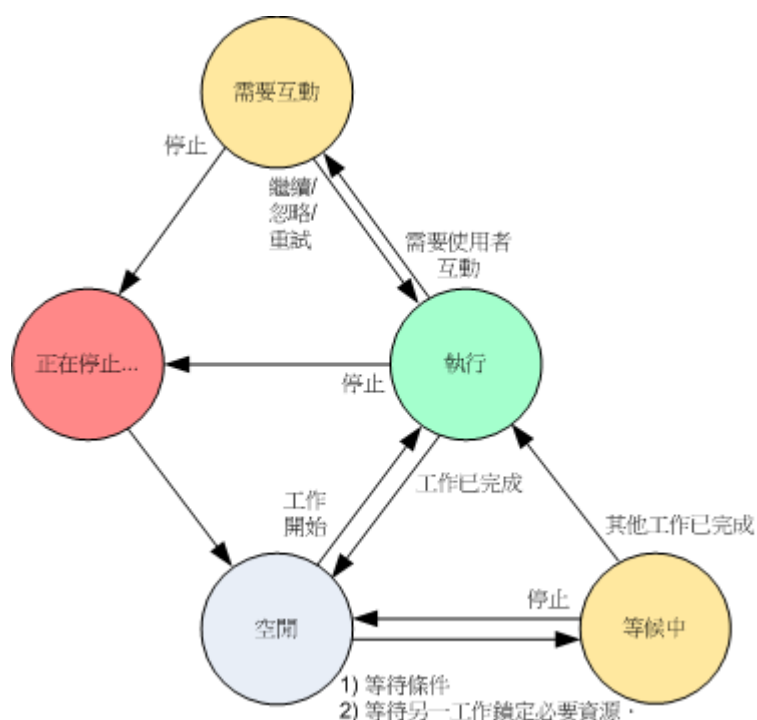 需要互動
停止
繼續/
忽略/
重試
需要使用者
互動
正在停止...
執行
停止
工作已完成
工作
開始
其他工作已完成
空閒
停止
等候中
1) 等待條件
2) 等待另一工作鎖定必要資源。